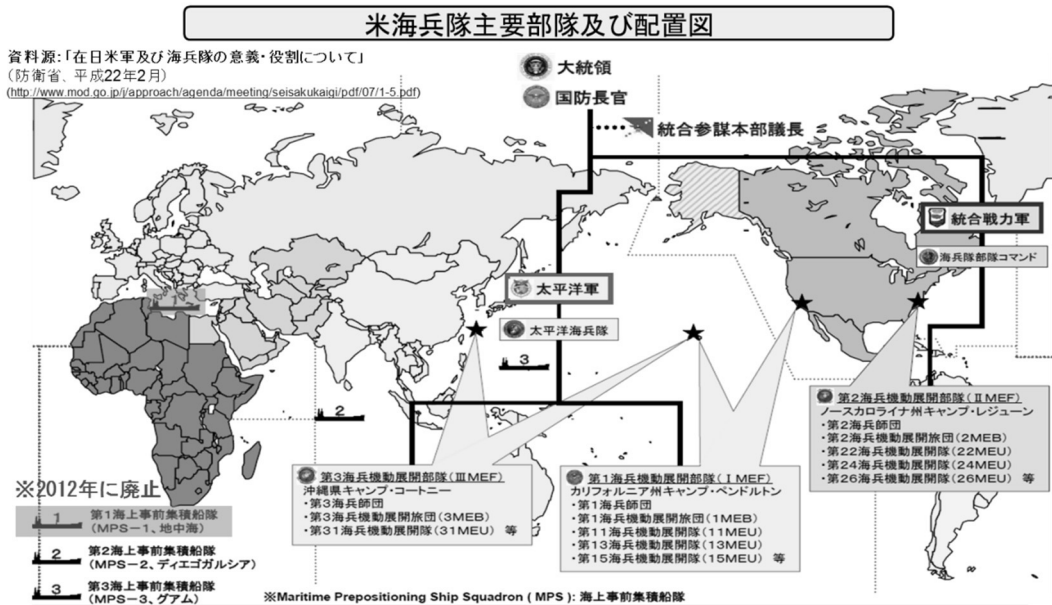 米海兵隊主要部隊及び配置図
資料源:「在日米軍及び海兵隊の意義・役割について」
(防衛省、平成22年2月)
(http://www.mod.go.jp/j/approach/agenda/meeting/seisakukaigi/pdf/07/1-5.pdf)
大統領
国防長官
統合参謀本部議長
統合戦力軍
海兵隊部隊コマンド
太平洋軍
太平洋海兵隊
1
2
3
第2海兵機動展開部隊(ⅡMEF)
ノースカロライナ州キャンプ・レジューン
・第2海兵師団
・第2海兵機動展開旅団(2MEB)
・第22海兵機動展開隊(22MEU)
・第24海兵機動展開隊(24MEU)
・第26海兵機動展開隊(26MEU) 等
第3海兵機動展開部隊(ⅢMEF)
沖縄県キャンプ・コートニー
・第3海兵師団
・第3海兵機動展開旅団(3MEB)
・第31海兵機動展開隊(31MEU) 等
第1海兵機動展開部隊(ⅠMEF)
カリフォルニア州キャンプ・ペンドルトン
・第1海兵師団
・第1海兵機動展開旅団(1MEB)
・第11海兵機動展開隊(11MEU)
・第13海兵機動展開隊(13MEU)
・第15海兵機動展開隊(15MEU) 等
※2012年に廃止
1 第1海上事前集積船隊
(MPS-1、地中海)
2 第2海上事前集積船隊
(MPS-2、ディエゴガルシア)
3 第3海上事前集積船隊
(MPS-3、グアム)
※Maritime Prepositioning Ship Squadron ( MPS ): 海上事前集積船隊